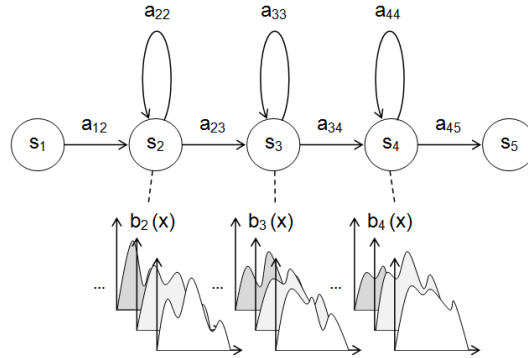 a₂₂ a₃₃ a₄₄
a₁₂ a₂₃ a₃₄ a₄₅
s₁ s₂ s₃ s₄ s₅
b₂ (x) b₃ (x) b₄ (x)
... ... ...